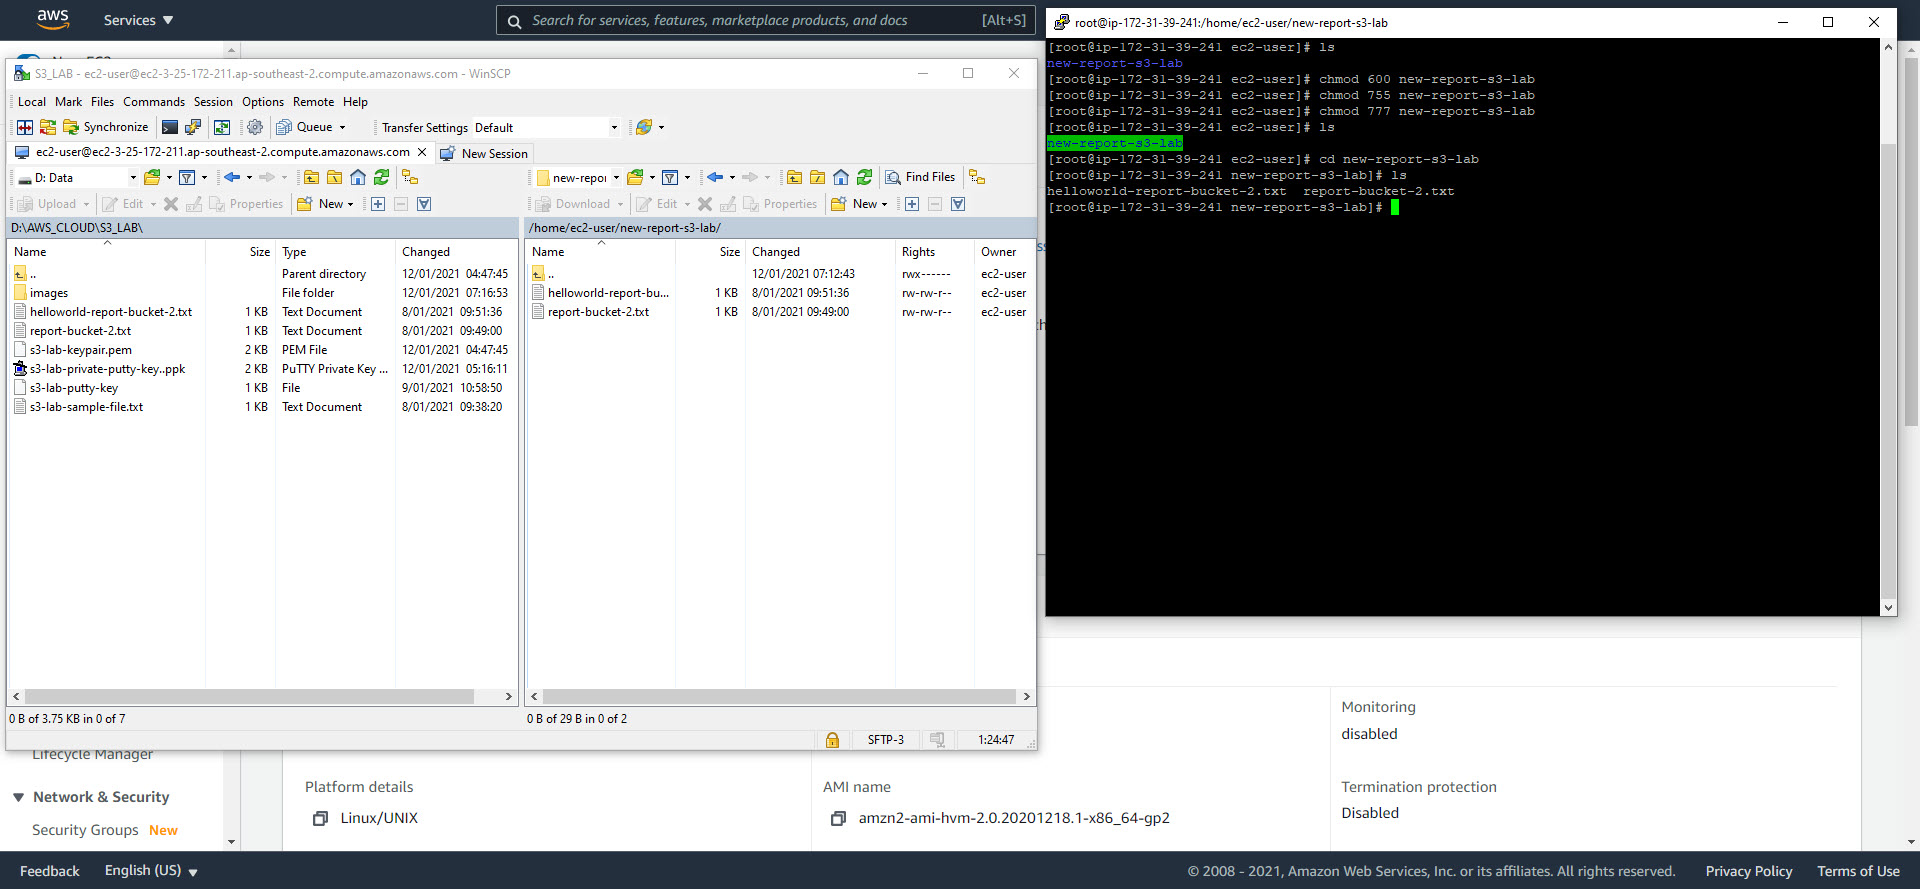 aws Services Search for services, features, marketplace products, and docs [Alt+S]
S3_LAB - ec2-user@ec2-3-25-172-211.ap-southeast-2.compute.amazonaws.com - WinSCP
Local Mark Files Commands Session Options Remote Help
Synchronize Queue Transfer Settings Default
ec2-user@ec2-3-25-172-211.ap-southeast-2.compute.amazonaws.com New Session
D: Data new-repor Find Files
Upload Edit Properties New Download Edit Properties New
D:\AWS_CLOUD\S3_LAB\
Name Size Type Changed
.. Parent directory 12/01/2021 04:47:45
images File folder 12/01/2021 07:16:53
helloworld-report-bucket-2.txt 1 KB Text Document 8/01/2021 09:51:36
report-bucket-2.txt 1 KB Text Document 8/01/2021 09:49:00
s3-lab-keypair.pem 2 KB PEM File 12/01/2021 04:47:45
s3-lab-private-putty-key..ppk 2 KB PuTTY Private Key ... 12/01/2021 05:16:11
s3-lab-putty-key 1 KB File 9/01/2021 10:58:50
s3-lab-sample-file.txt 1 KB Text Document 8/01/2021 09:38:20
0 B of 3.75 KB in 0 of 7
/home/ec2-user/new-report-s3-lab/
Name Size Changed Rights Owner
.. 12/01/2021 07:12:43 rwx------ ec2-user
helloworld-report-bu... 1 KB 8/01/2021 09:51:36 rw-rw-r-- ec2-user
report-bucket-2.txt 1 KB 8/01/2021 09:49:00 rw-rw-r-- ec2-user
0 B of 29 B in 0 of 2
SFTP-3 1:24:47
root@ip-172-31-39-241:/home/ec2-user/new-report-s3-lab
[root@ip-172-31-39-241 ec2-user]# ls
new-report-s3-lab
[root@ip-172-31-39-241 ec2-user]# chmod 600 new-report-s3-lab
[root@ip-172-31-39-241 ec2-user]# chmod 755 new-report-s3-lab
[root@ip-172-31-39-241 ec2-user]# chmod 777 new-report-s3-lab
[root@ip-172-31-39-241 ec2-user]# ls
new-report-s3-lab
[root@ip-172-31-39-241 ec2-user]# cd new-report-s3-lab
[root@ip-172-31-39-241 new-report-s3-lab]# ls
helloworld-report-bucket-2.txt report-bucket-2.txt
[root@ip-172-31-39-241 new-report-s3-lab]#
Lifecycle Manager
Network & Security
Security Groups New
Platform details
Linux/UNIX
AMI name
amzn2-ami-hvm-2.0.20201218.1-x86_64-gp2
Monitoring
disabled
Termination protection
Disabled
Feedback English (US) © 2008 - 2021, Amazon Web Services, Inc. or its affiliates. All rights reserved. Privacy Policy Terms of Use